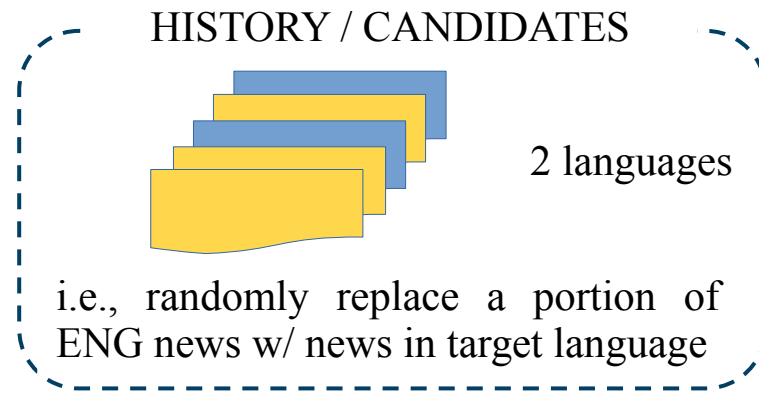 HISTORY / CANDIDATES
2 languages
i.e., randomly replace a portion of
ENG news w/ news in target language